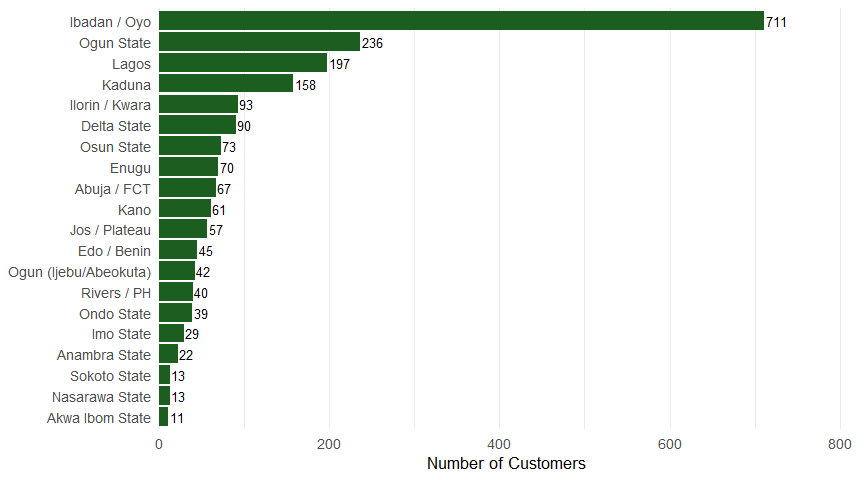 Ibadan / Oyo 711
Ogun State 236
Lagos 197
Kaduna 158
Ilorin / Kwara 93
Delta State 90
Osun State 73
Enugu 70
Abuja / FCT 67
Kano 61
Jos / Plateau 57
Edo / Benin 45
Ogun (Ijebu/Abeokuta) 42
Rivers / PH 40
Ondo State 39
Imo State 29
Anambra State 22
Sokoto State 13
Nasarawa State 13
Akwa Ibom State 11
0 200 400 600 800
Number of Customers